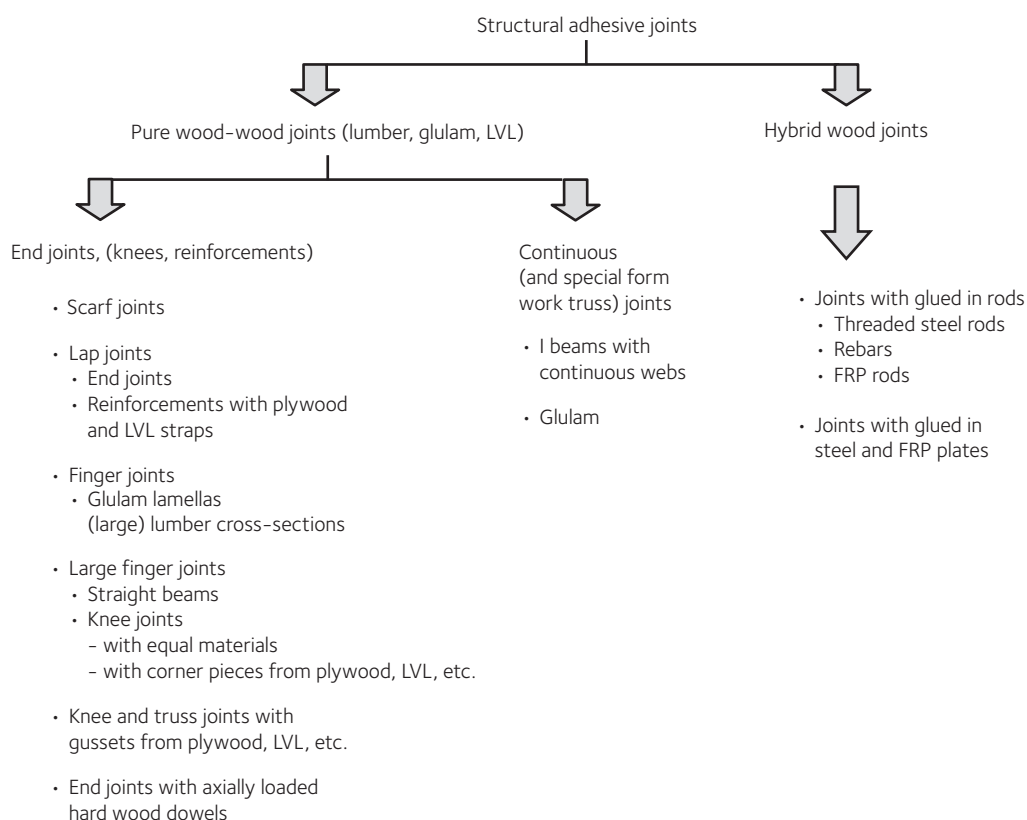 Structural adhesive joints
Pure wood-wood joints (lumber, glulam, LVL)
Hybrid wood joints
End joints, (knees, reinforcements)
• Scarf joints
• Lap joints
• End joints
• Reinforcements with plywood
and LVL straps
• Finger joints
• Glulam lamellas
(large) lumber cross-sections
• Large finger joints
• Straight beams
• Knee joints
- with equal materials
- with corner pieces from plywood, LVL, etc.
• Knee and truss joints with
gussets from plywood, LVL, etc.
• End joints with axially loaded
hard wood dowels
Continuous
(and special form
work truss) joints
• I beams with
continuous webs
• Glulam
• Joints with glued in rods
• Threaded steel rods
• Rebars
• FRP rods
• Joints with glued in
steel and FRP plates